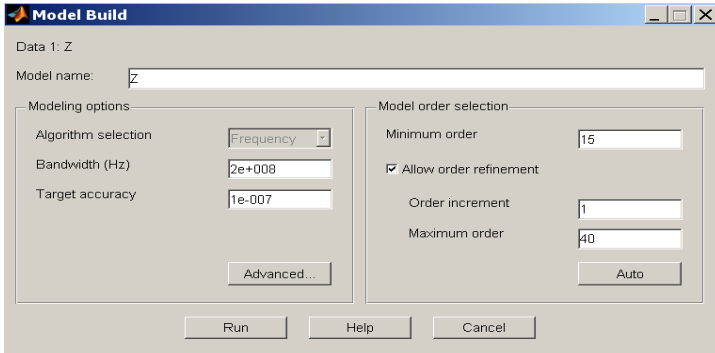 Model Build
Data 1: Z
Model name: Z
Modeling options
Algorithm selection Frequency
Bandwidth (Hz) 2e+008
Target accuracy 1e-007
Advanced...
Model order selection
Minimum order 15
Allow order refinement
Order increment 1
Maximum order 40
Auto
Run Help Cancel